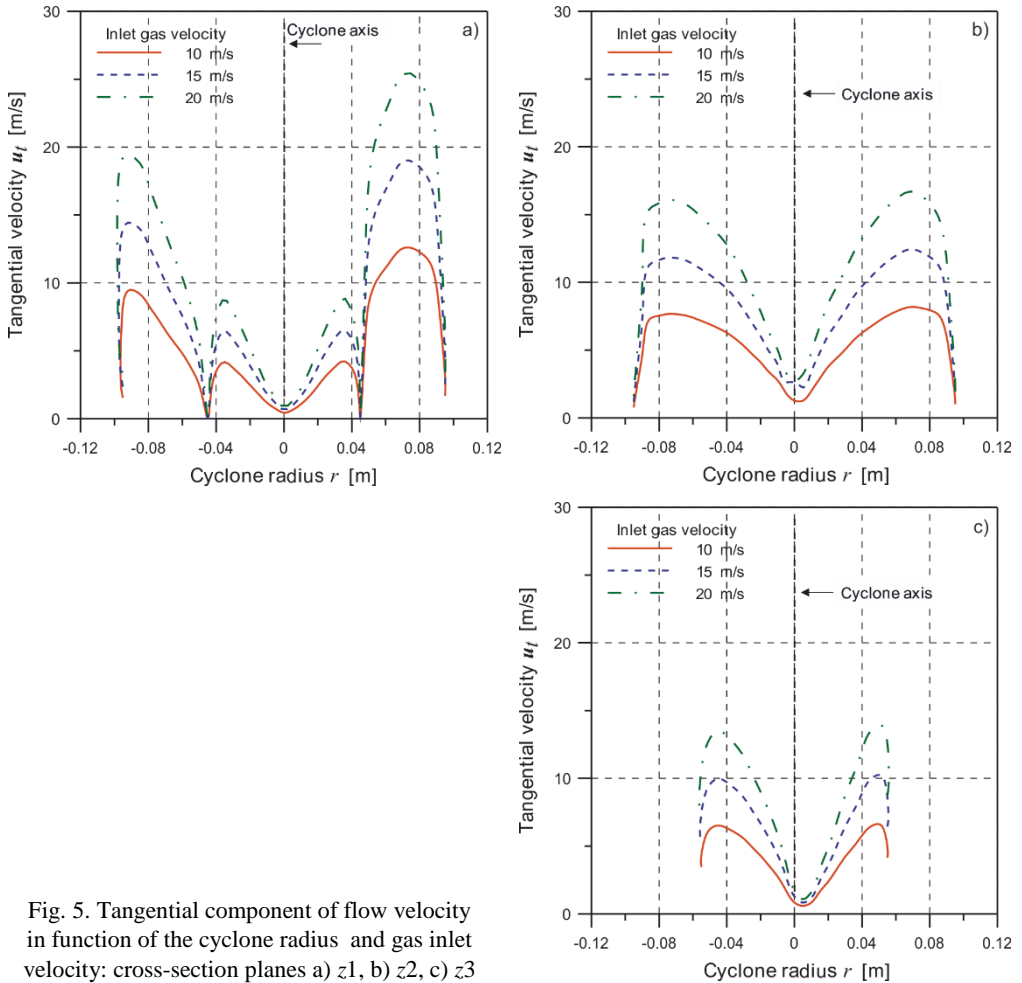 a)
Inlet gas velocity
10 m/s
15 m/s
20 m/s
Cyclone axis
Tangential velocity ut [m/s]
30
20
10
0
-0.12 -0.08 -0.04 0 0.04 0.08 0.12
Cyclone radius r [m]
b)
Inlet gas velocity
10 m/s
15 m/s
20 m/s
Cyclone axis
Tangential velocity ut [m/s]
30
20
10
0
-0.12 -0.08 -0.04 0 0.04 0.08 0.12
Cyclone radius r [m]
c)
Inlet gas velocity
10 m/s
15 m/s
20 m/s
Cyclone axis
Tangential velocity ut [m/s]
30
20
10
0
-0.12 -0.08 -0.04 0 0.04 0.08 0.12
Cyclone radius r [m]
Fig. 5. Tangential component of flow velocity
in function of the cyclone radius and gas inlet
velocity: cross-section planes a) z1, b) z2, c) z3